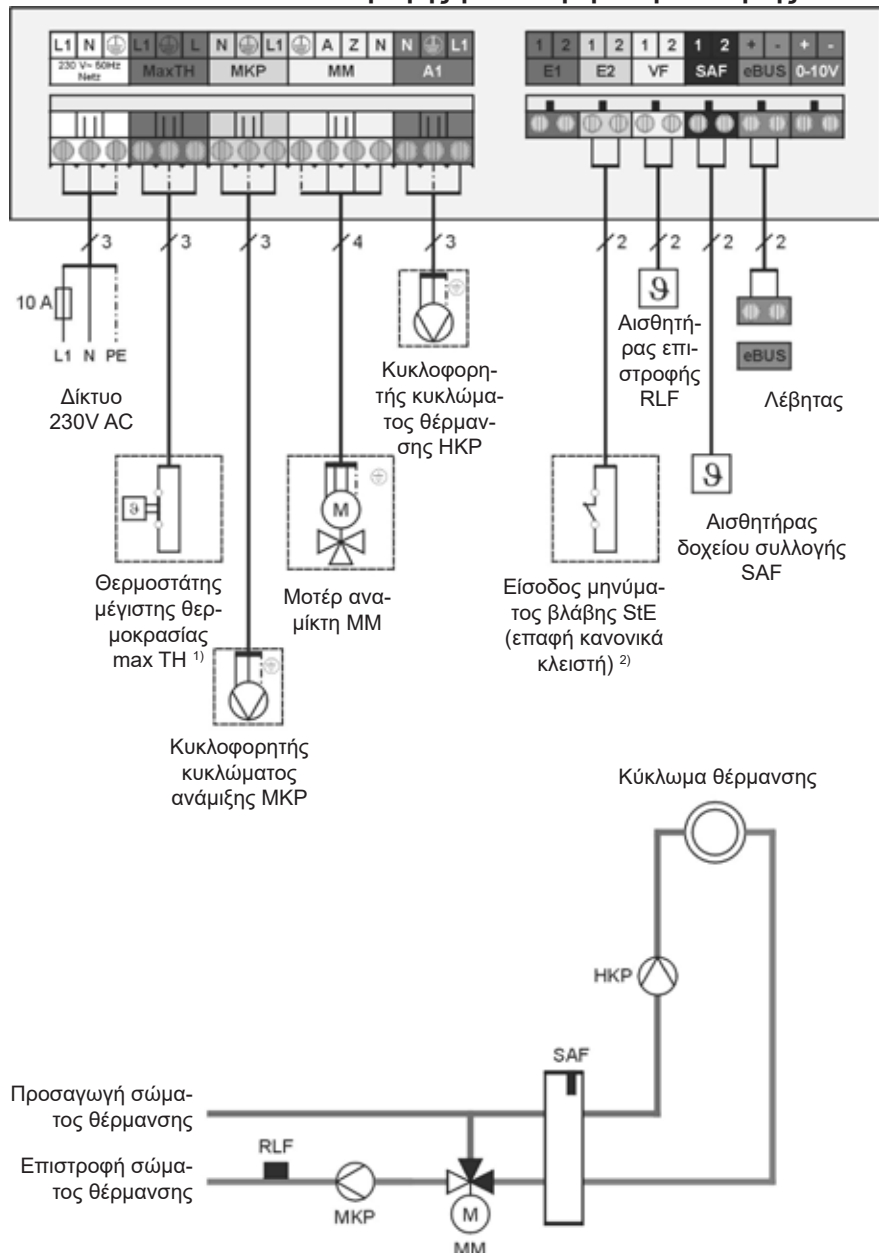 L1 N L1 L N L1 A Z N N L1
1 2 1 2 1 2 1 2 + - + -
230 V~ 50Hz
Netz
MaxTH MKP MM A1
E1 E2 VF SAF eBUS 0-10V
3 3 3 4 3
2 2 2 2
10 A
L1 N PE
Δίκτυο
230V AC
Θερμοστάτης
μέγιστης θερ-
μοκρασίας
max TH 1)
Κυκλοφορητής
κυκλώματος
ανάμιξης MKP
M
Μοτέρ ανα-
μίκτη MM
Κυκλοφορη-
τής κυκλώμα-
τος θέρμαν-
σης HKP
Είσοδος μηνύμα-
τος βλάβης StE
(επαφή κανονικά
κλειστή) 2)
Αισθητή-
ρας επι-
στροφής
RLF
Αισθητήρας
δοχείου συλλογής
SAF
eBUS
Λέβητας
Κύκλωμα θέρμανσης
HKP
SAF
Προσαγωγή σώμα-
τος θέρμανσης
Επιστροφή σώμα-
τος θέρμανσης
RLF
MKP
M
MM